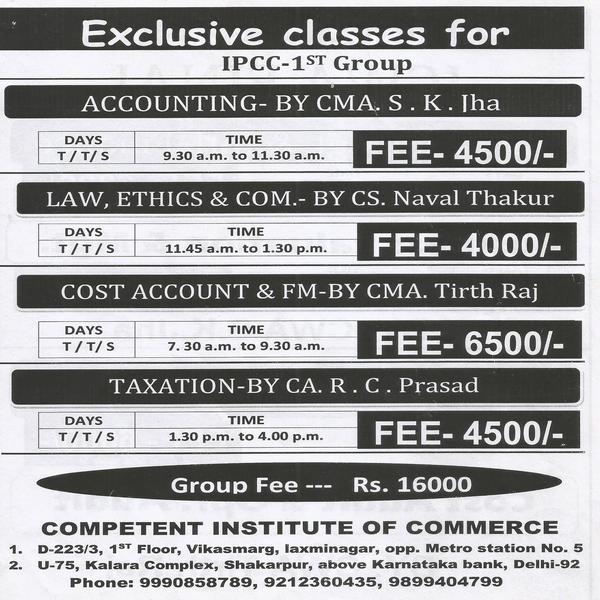 Exclusive classes for
IPCC-1ST Group
ACCOUNTING- BY CMA. S . K . Jha
DAYS TIME
T / T / S 9.30 a.m. to 11.30 a.m. FEE- 4500/-
LAW, ETHICS & COM.- BY CS. Naval Thakur
DAYS TIME
T / T / S 11.45 a.m. to 1.30 p.m. FEE- 4000/-
COST ACCOUNT & FM-BY CMA. Tirth Raj
DAYS TIME
T / T / S 7. 30 a.m. to 9.30 a.m. FEE- 6500/-
TAXATION-BY CA. R . C . Prasad
DAYS TIME
T / T / S 1.30 p.m. to 4.00 p.m. FEE- 4500/-
Group Fee --- Rs. 16000
COMPETENT INSTITUTE OF COMMERCE
1. D-223/3, 1ST Floor, Vikasmarg, laxminagar, opp. Metro station No. 5
2. U-75, Kalara Complex, Shakarpur, above Karnataka bank, Delhi-92
Phone: 9990858789, 9212360435, 9899404799